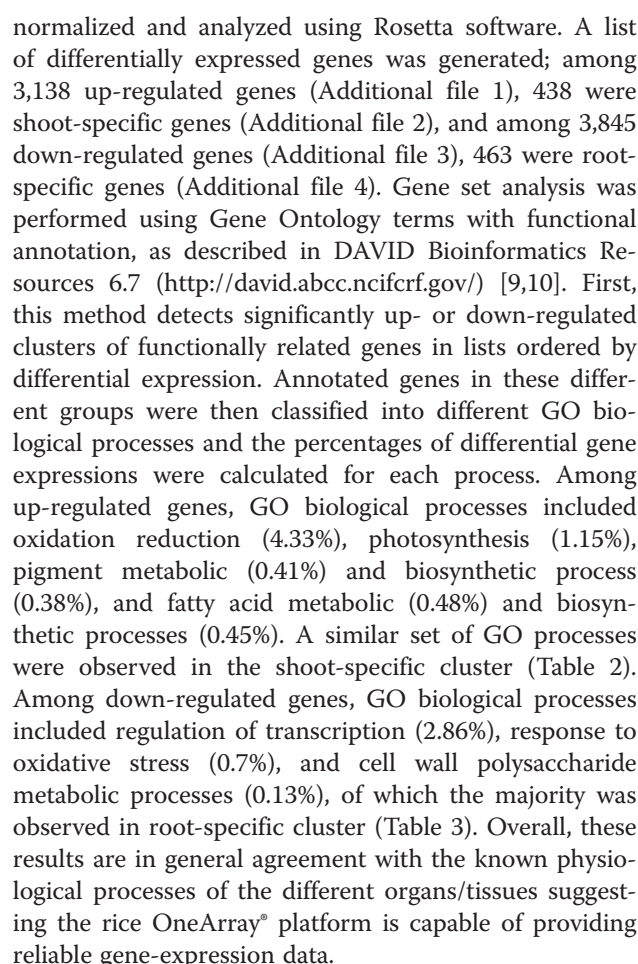 normalized and analyzed using Rosetta software. A list
of differentially expressed genes was generated; among
3,138 up-regulated genes (Additional file 1), 438 were
shoot-specific genes (Additional file 2), and among 3,845
down-regulated genes (Additional file 3), 463 were root-
specific genes (Additional file 4). Gene set analysis was
performed using Gene Ontology terms with functional
annotation, as described in DAVID Bioinformatics Re-
sources 6.7 (http://david.abcc.ncifcrf.gov/) [9,10]. First,
this method detects significantly up- or down-regulated
clusters of functionally related genes in lists ordered by
differential expression. Annotated genes in these differ-
ent groups were then classified into different GO bio-
logical processes and the percentages of differential gene
expressions were calculated for each process. Among
up-regulated genes, GO biological processes included
oxidation reduction (4.33%), photosynthesis (1.15%),
pigment metabolic (0.41%) and biosynthetic process
(0.38%), and fatty acid metabolic (0.48%) and biosyn-
thetic processes (0.45%). A similar set of GO processes
were observed in the shoot-specific cluster (Table 2).
Among down-regulated genes, GO biological processes
included regulation of transcription (2.86%), response to
oxidative stress (0.7%), and cell wall polysaccharide
metabolic processes (0.13%), of which the majority was
observed in root-specific cluster (Table 3). Overall, these
results are in general agreement with the known physio-
logical processes of the different organs/tissues suggest-
ing the rice OneArray® platform is capable of providing
reliable gene-expression data.